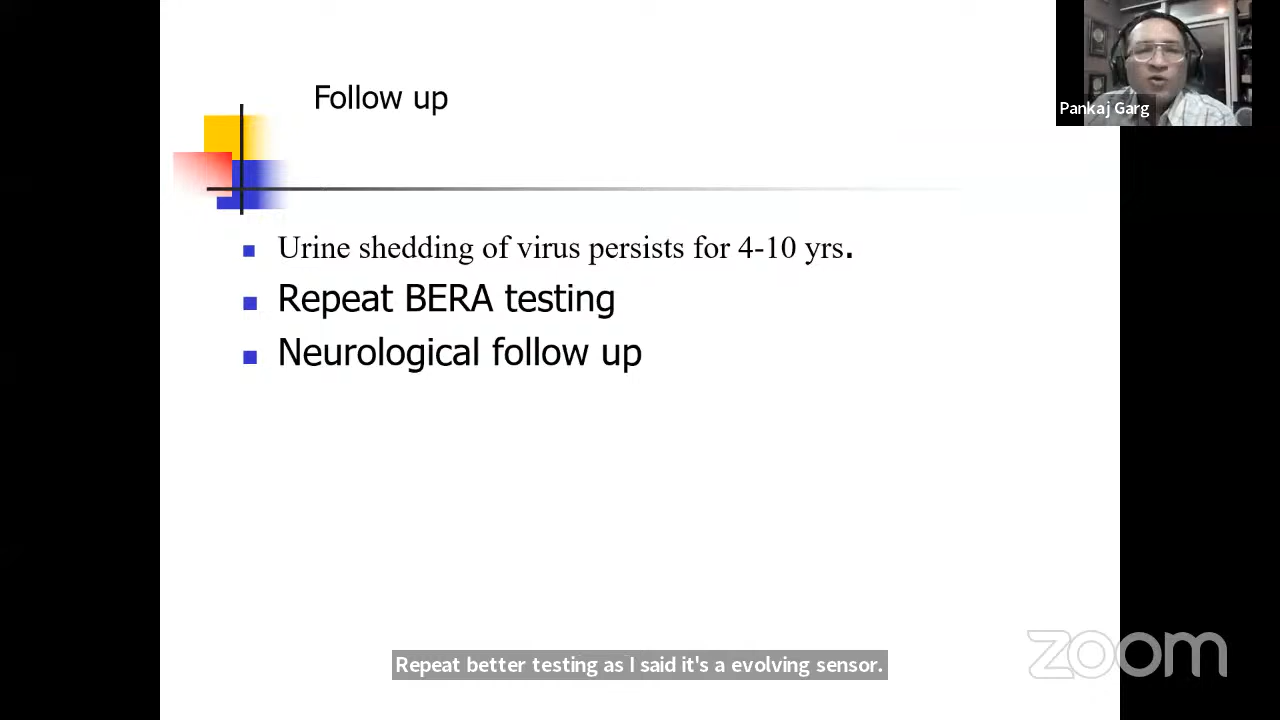 Follow up
Pankaj Garg
Urine shedding of virus persists for 4-10 yrs.
Repeat BERA testing
Neurological follow up
Repeat better testing as I said it's a evolving sensor.
zoom